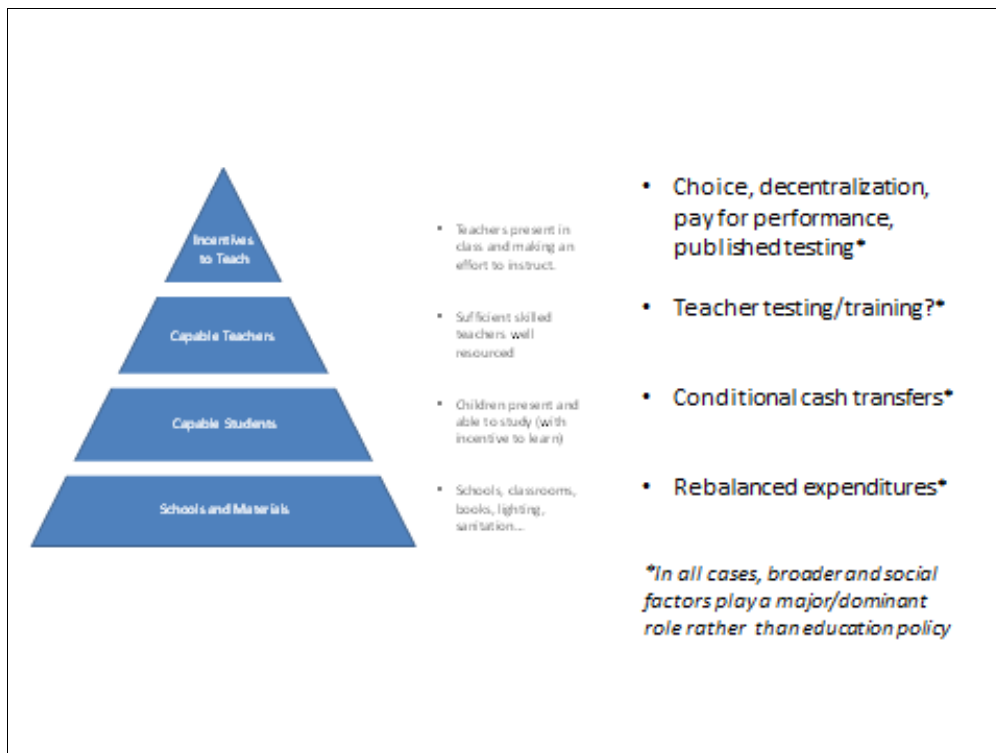 Incentives
to Teach
• Teachers present in
class and making an
effort to instruct.
• Choice, decentralization,
pay for performance,
published testing*
Capable Teachers
• Sufficient skilled
teachers well
resourced
• Teacher testing/training?*
Capable Students
• Children present and
able to study (with
incentive to learn)
• Conditional cash transfers*
Schools and Materials
• Schools, classrooms,
books, lighting,
sanitation...
• Rebalanced expenditures*
*In all cases, broader and social
factors play a major/dominant
role rather than education policy